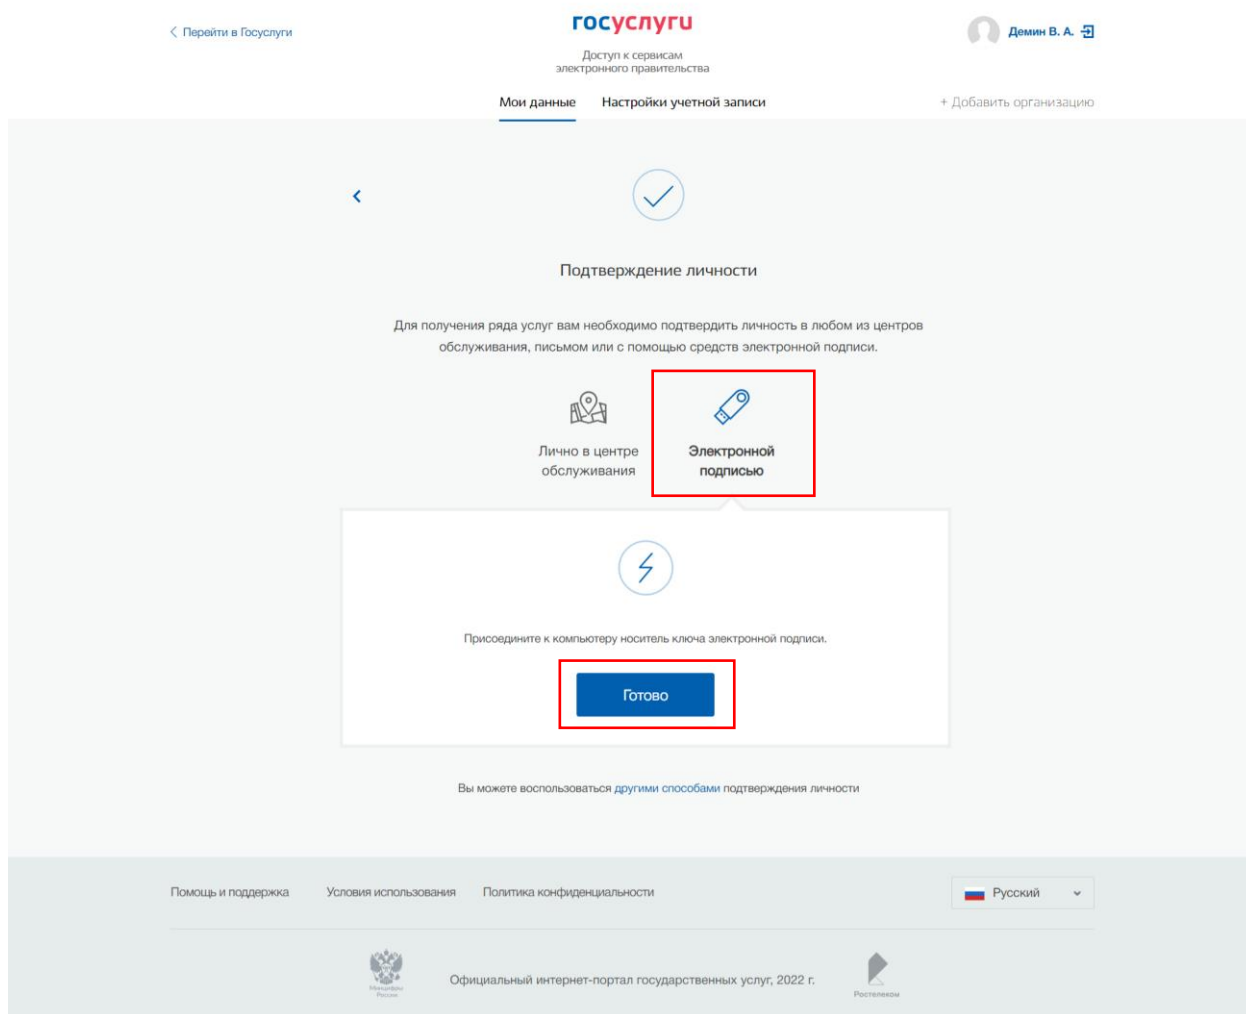 Перейти в Госуслуги
госуслуги
Демин В. А.
Доступ к сервисам
электронного правительства
Мои данные
Настройки учетной записи
+ Добавить организацию
Подтверждение личности
Для получения ряда услуг вам необходимо подтвердить личность в любом из центров
обслуживания, письмом или с помощью средств электронной подписи.
Лично в центре
обслуживания
Электронной
подписью
Присоедините к компьютеру носитель ключа электронной подписи.
Готово
Вы можете воспользоваться другими способами подтверждения личности
Помощь и поддержка
Условия использования
Политика конфиденциальности
Русский
Минцифры
России
Официальный интернет-портал государственных услуг, 2022 г.
Ростелеком